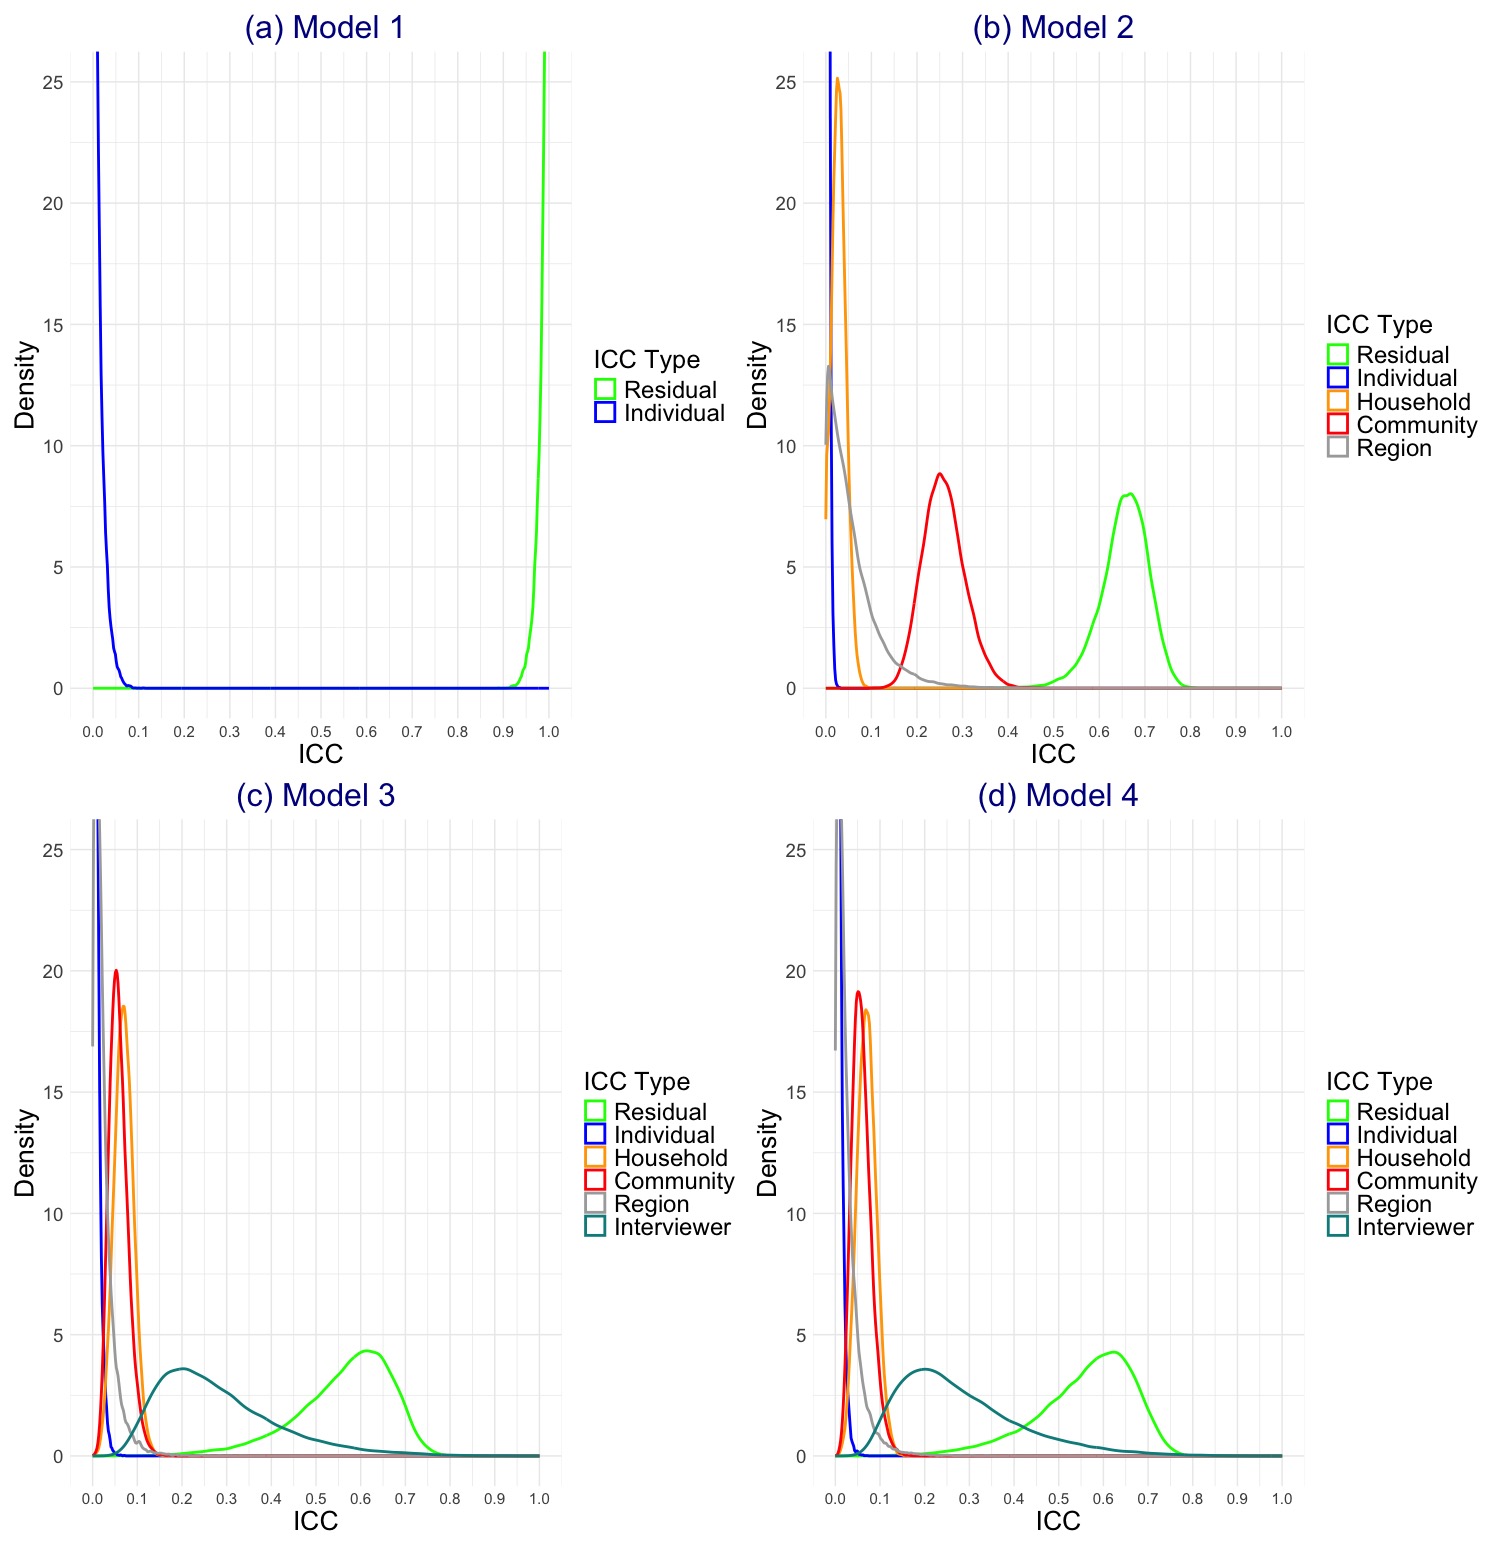 (a) Model 1
25
20
15
10
5
0
Density
0.0 0.1 0.2 0.3 0.4 0.5 0.6 0.7 0.8 0.9 1.0
ICC
ICC Type
Residual
Individual
(b) Model 2
25
20
15
10
5
0
Density
0.0 0.1 0.2 0.3 0.4 0.5 0.6 0.7 0.8 0.9 1.0
ICC
ICC Type
Residual
Individual
Household
Community
Region
(c) Model 3
25
20
15
10
5
0
Density
0.0 0.1 0.2 0.3 0.4 0.5 0.6 0.7 0.8 0.9 1.0
ICC
ICC Type
Residual
Individual
Household
Community
Region
Interviewer
(d) Model 4
25
20
15
10
5
0
Density
0.0 0.1 0.2 0.3 0.4 0.5 0.6 0.7 0.8 0.9 1.0
ICC
ICC Type
Residual
Individual
Household
Community
Region
Interviewer